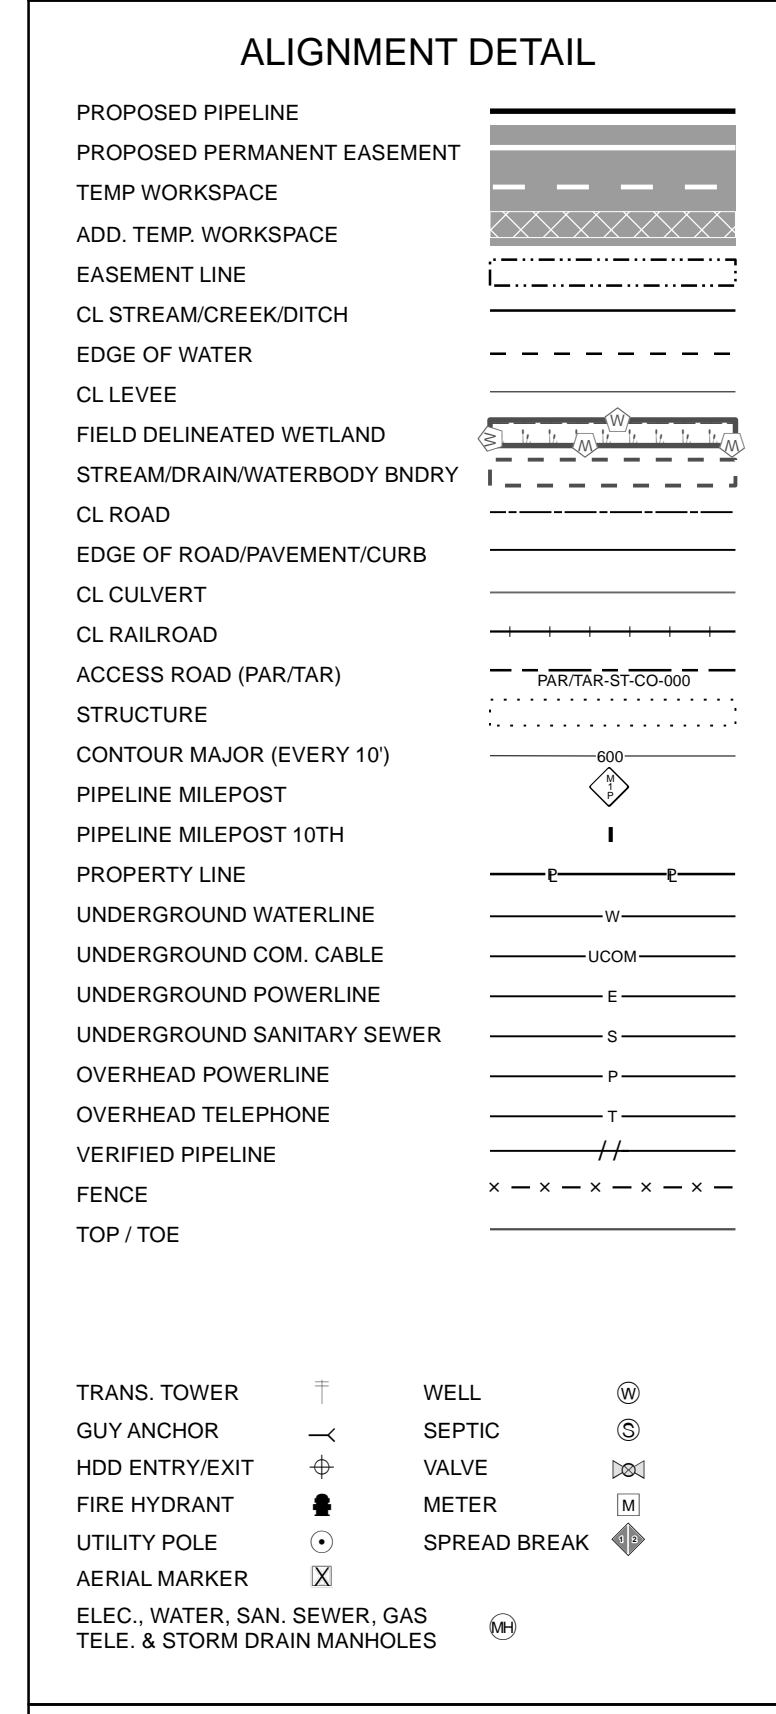 ALIGNMENT DETAIL
PROPOSED PIPELINE
PROPOSED PERMANENT EASEMENT
TEMP WORKSPACE
ADD. TEMP. WORKSPACE
EASEMENT LINE
CL STREAM/CREEK/DITCH
EDGE OF WATER
CL LEVEE
FIELD DELINEATED WETLAND W W W W
STREAM/DRAIN/WATERBODY BNDRY
CL ROAD
EDGE OF ROAD/PAVEMENT/CURB
CL CULVERT
CL RAILROAD
ACCESS ROAD (PAR/TAR) PAR/TAR-ST-CO-000
STRUCTURE
CONTOUR MAJOR (EVERY 10') 600
PIPELINE MILEPOST M 1 P
PIPELINE MILEPOST 10TH
PROPERTY LINE PL PL
UNDERGROUND WATERLINE W
UNDERGROUND COM. CABLE UCOM
UNDERGROUND POWERLINE E
UNDERGROUND SANITARY SEWER S
OVERHEAD POWERLINE P
OVERHEAD TELEPHONE T
VERIFIED PIPELINE //
FENCE
TOP / TOE
TRANS. TOWER WELL W
GUY ANCHOR SEPTIC S
HDD ENTRY/EXIT VALVE
FIRE HYDRANT METER M
UTILITY POLE SPREAD BREAK 1 2
AERIAL MARKER X
ELEC., WATER, SAN. SEWER, GAS
TELE. & STORM DRAIN MANHOLES MH